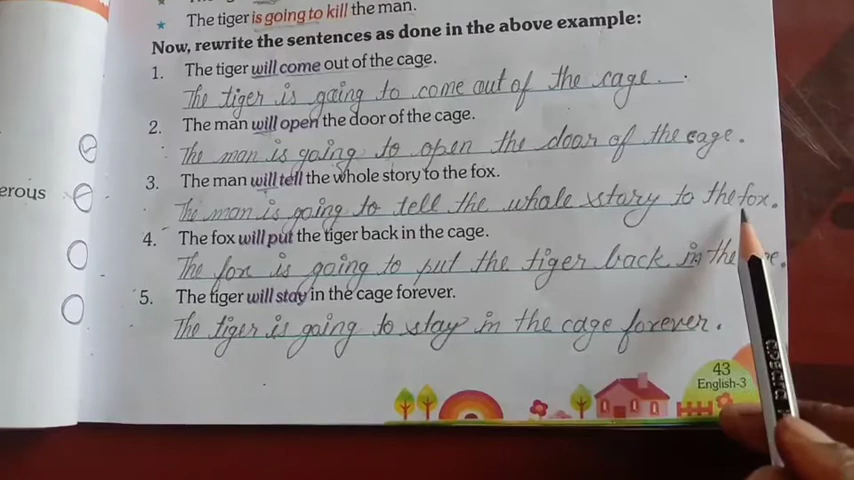 ★ The tiger is going to kill the man.
Now, rewrite the sentences as done in the above example:
1. The tiger will come out of the cage.
The tiger is going to come out of the cage.
2. The man will open the door of the cage.
The man is going to open the door of the cage.
3. The man will tell the whole story to the fox.
erous
The man is going to tell the whole story to the fox.
4. The fox will put the tiger back in the cage.
The fox is going to put the tiger back in the
5. The tiger will stay in the cage forever.
The tiger is going to stay in the cage forever.
43
English-3